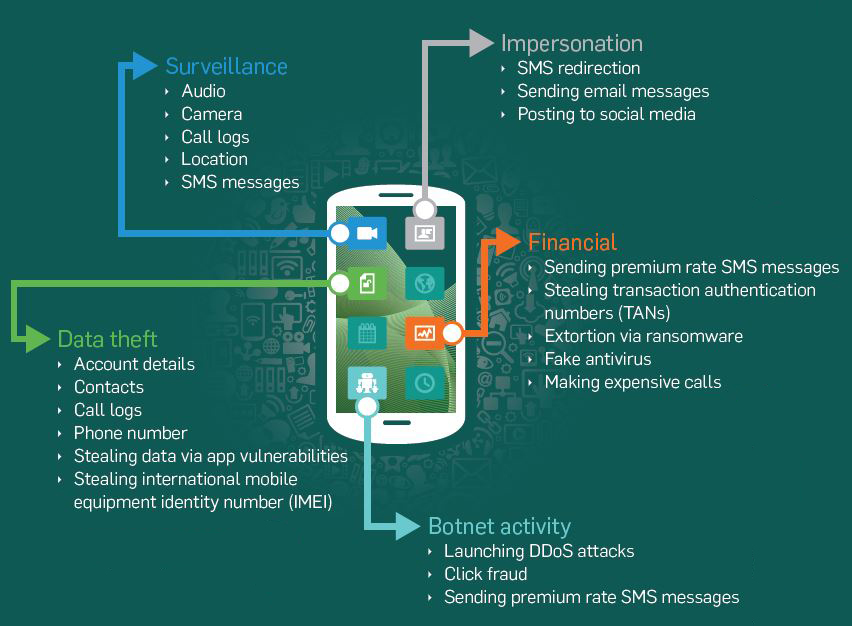 Impersonation
SMS redirection
Sending email messages
Posting to social media
Surveillance
Audio
Camera
Call logs
Location
SMS messages
Financial
Sending premium rate SMS messages
Stealing transaction authentication
numbers (TANs)
Extortion via ransomware
Fake antivirus
Making expensive calls
Data theft
Account details
Contacts
Call logs
Phone number
Stealing data via app vulnerabilities
Stealing international mobile
equipment identity number (IMEI)
Botnet activity
Launching DDoS attacks
Click fraud
Sending premium rate SMS messages